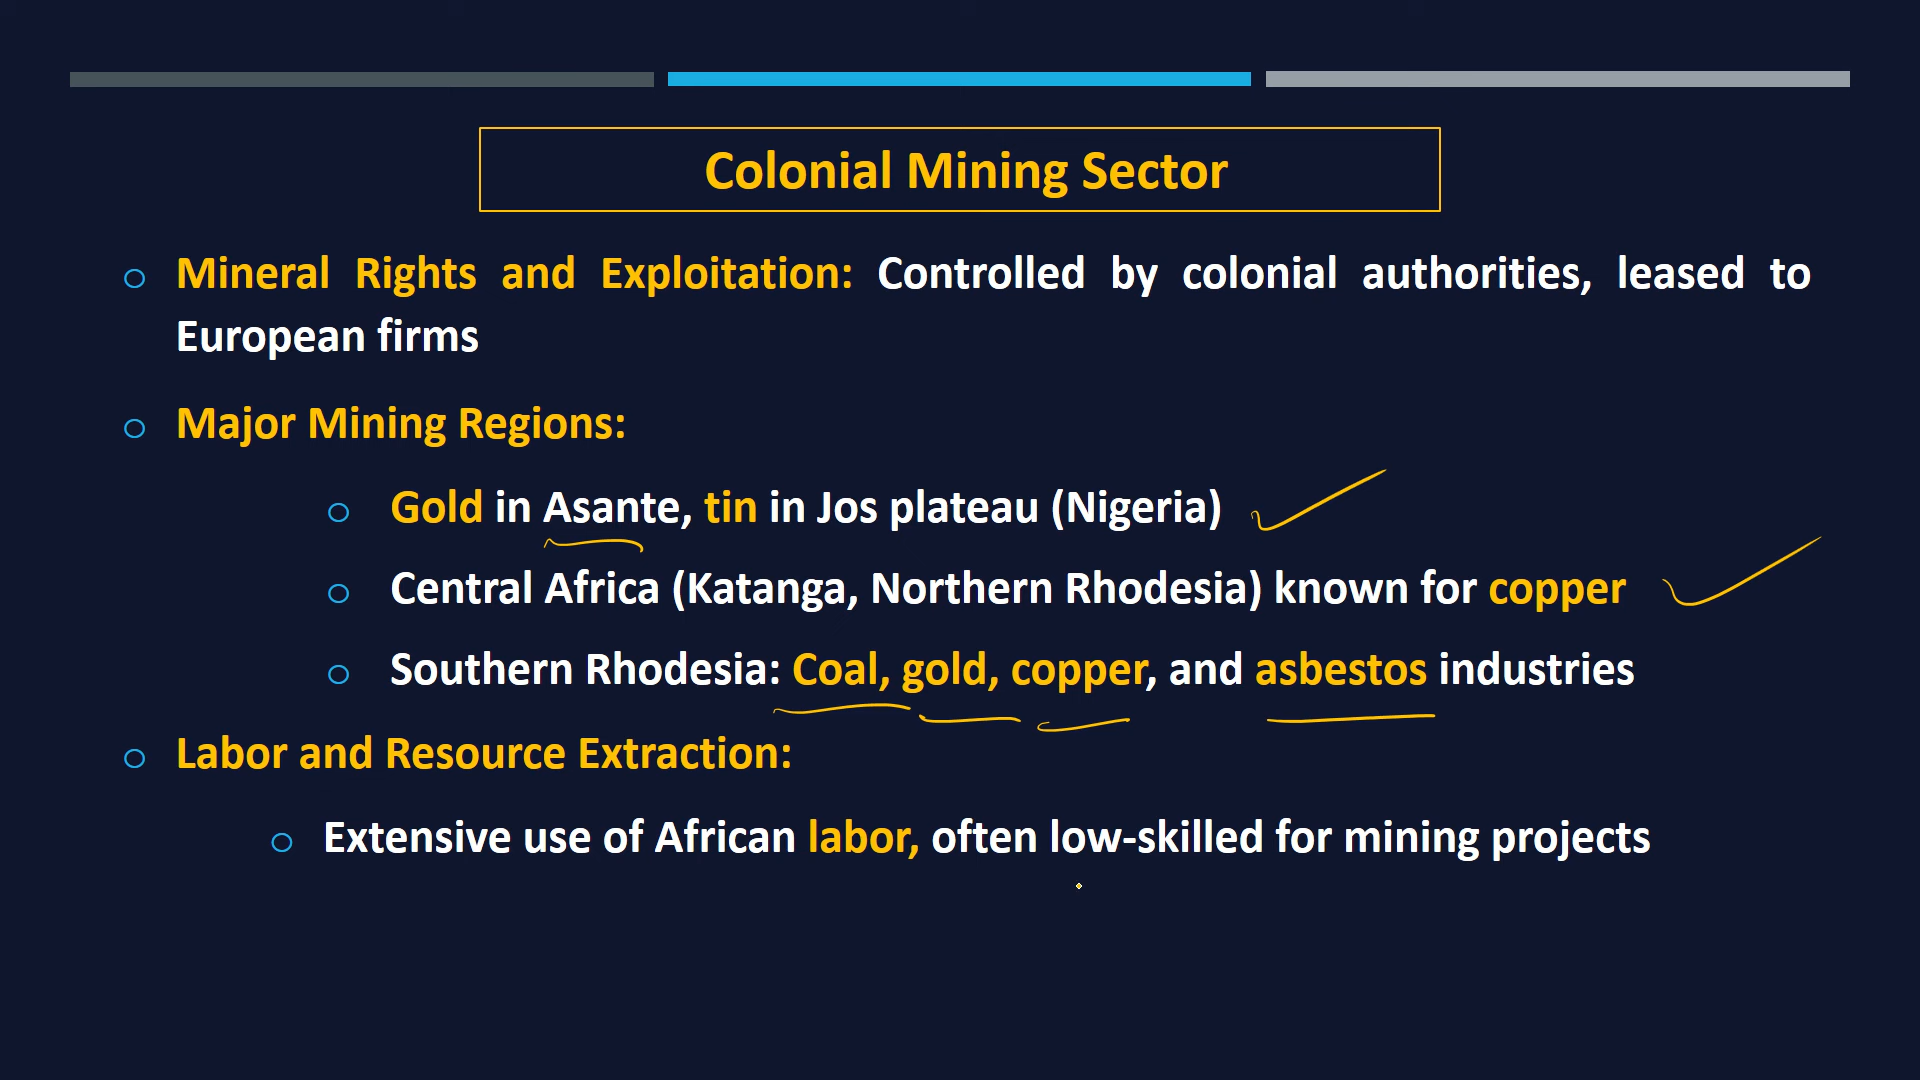 Colonial Mining Sector
Mineral Rights and Exploitation: Controlled by colonial authorities, leased to
European firms
Major Mining Regions:
Gold in Asante, tin in Jos plateau (Nigeria)
Central Africa (Katanga, Northern Rhodesia) known for copper
Southern Rhodesia: Coal, gold, copper, and asbestos industries
Labor and Resource Extraction:
Extensive use of African labor, often low-skilled for mining projects